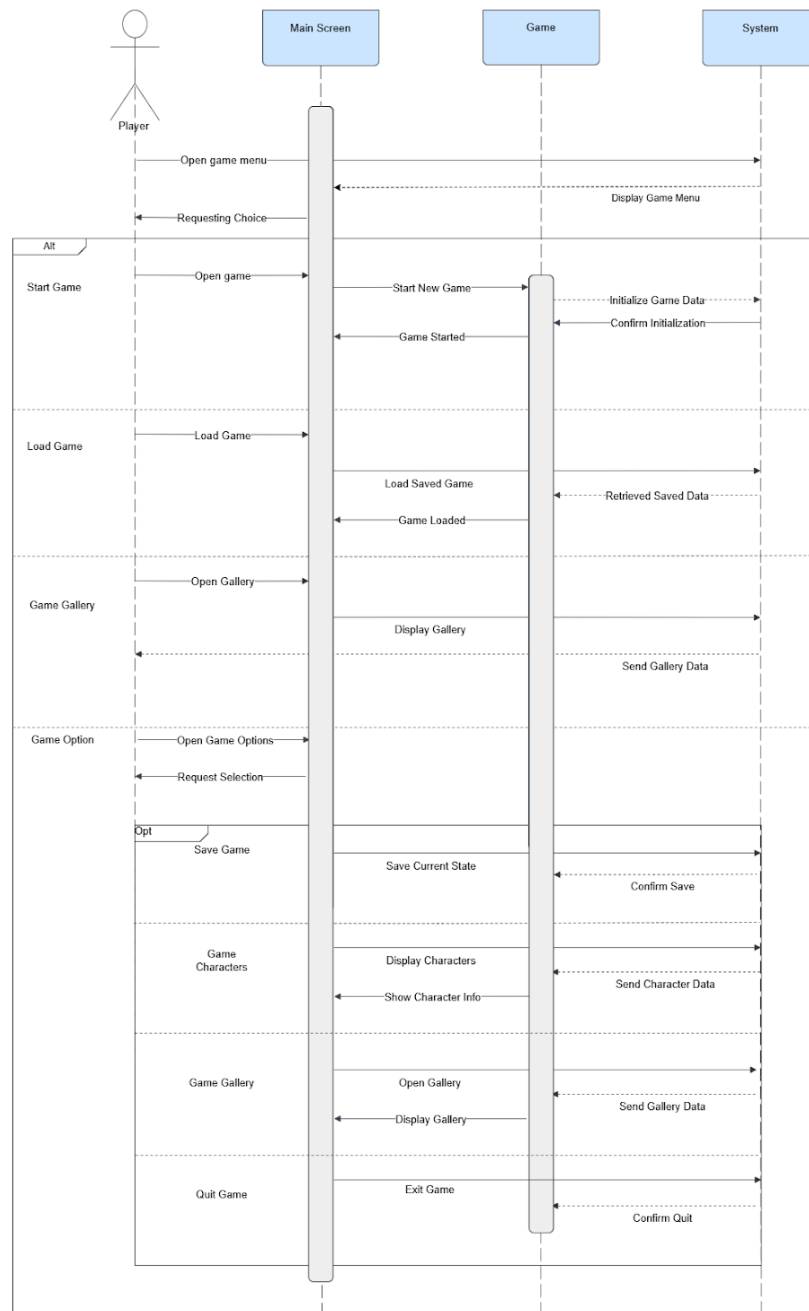 Main Screen
Game
System
Player
Open game menu
Display Game Menu
Requesting Choice
Alt
Open game
Start Game
Start New Game
Initialize Game Data
Confirm Initialization
Game Started
Load Game
Load Game
Load Saved Game
Retrieved Saved Data
Game Loaded
Open Gallery
Game Gallery
Display Gallery
Send Gallery Data
Game Option
Open Game Options
Request Selection
Opt
Save Game
Save Current State
Confirm Save
Game
Characters
Display Characters
Send Character Data
Show Character Info
Game Gallery
Open Gallery
Send Gallery Data
Display Gallery
Quit Game
Exit Game
Confirm Quit